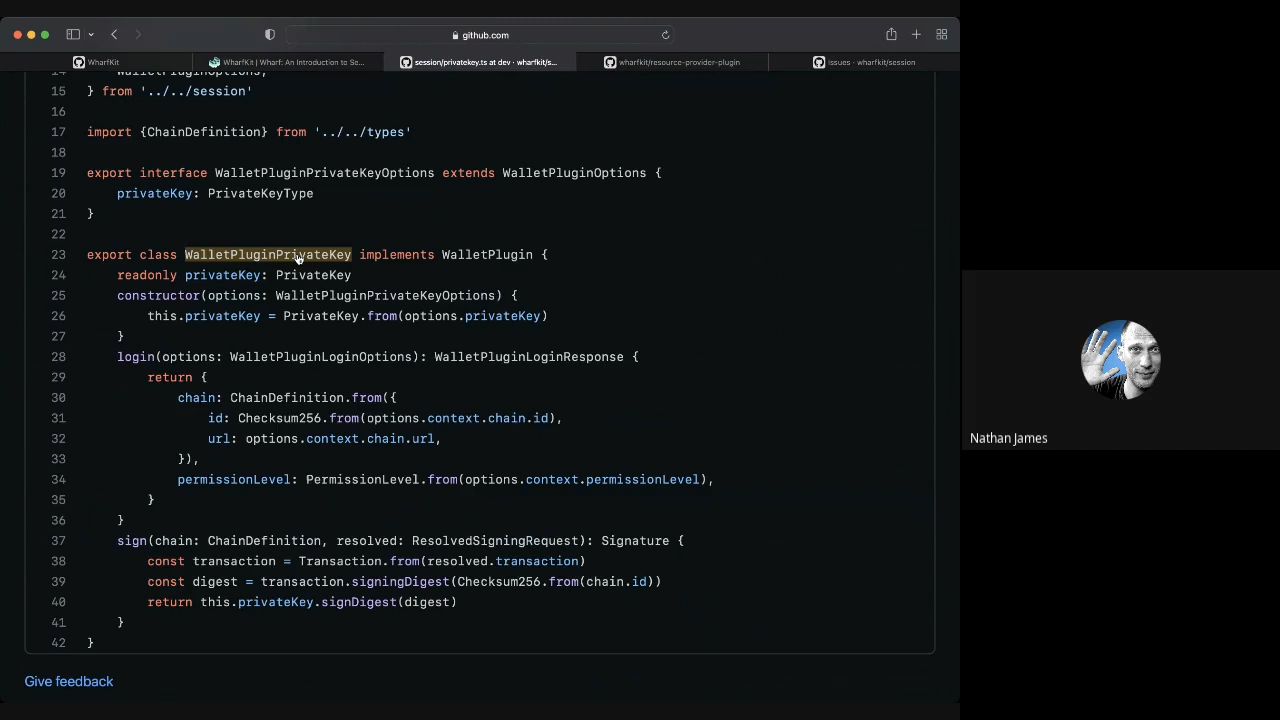 github.com
WharfKit
WharfKit | Wharf: An Introduction to Se...
session/privatekey.ts at dev · wharfkit/s...
wharfkit/resource-provider-plugin
Issues · wharfkit/session
14 WalletPluginOptions,
15 } from '../../session'
16
17 import {ChainDefinition} from '../../types'
18
19 export interface WalletPluginPrivateKeyOptions extends WalletPluginOptions {
20 privateKey: PrivateKeyType
21 }
22
23 export class WalletPluginPrivateKey implements WalletPlugin {
24 readonly privateKey: PrivateKey
25 constructor(options: WalletPluginPrivateKeyOptions) {
26 this.privateKey = PrivateKey.from(options.privateKey)
27 }
28 login(options: WalletPluginLoginOptions): WalletPluginLoginResponse {
29 return {
30 chain: ChainDefinition.from({
31 id: Checksum256.from(options.context.chain.id),
32 url: options.context.chain.url,
33 }),
34 permissionLevel: PermissionLevel.from(options.context.permissionLevel),
35 }
36 }
37 sign(chain: ChainDefinition, resolved: ResolvedSigningRequest): Signature {
38 const transaction = Transaction.from(resolved.transaction)
39 const digest = transaction.signingDigest(Checksum256.from(chain.id))
40 return this.privateKey.signDigest(digest)
41 }
42 }
Give feedback
Nathan James